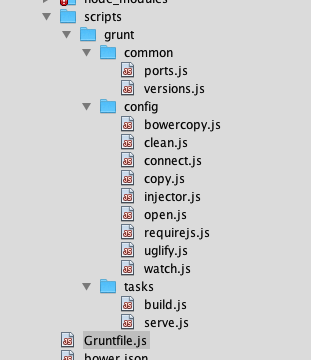 node_modules
scripts
grunt
common
ports.js
versions.js
config
bowercopy.js
clean.js
connect.js
copy.js
injector.js
open.js
requirejs.js
uglify.js
watch.js
tasks
build.js
serve.js
Gruntfile.js
bower.json